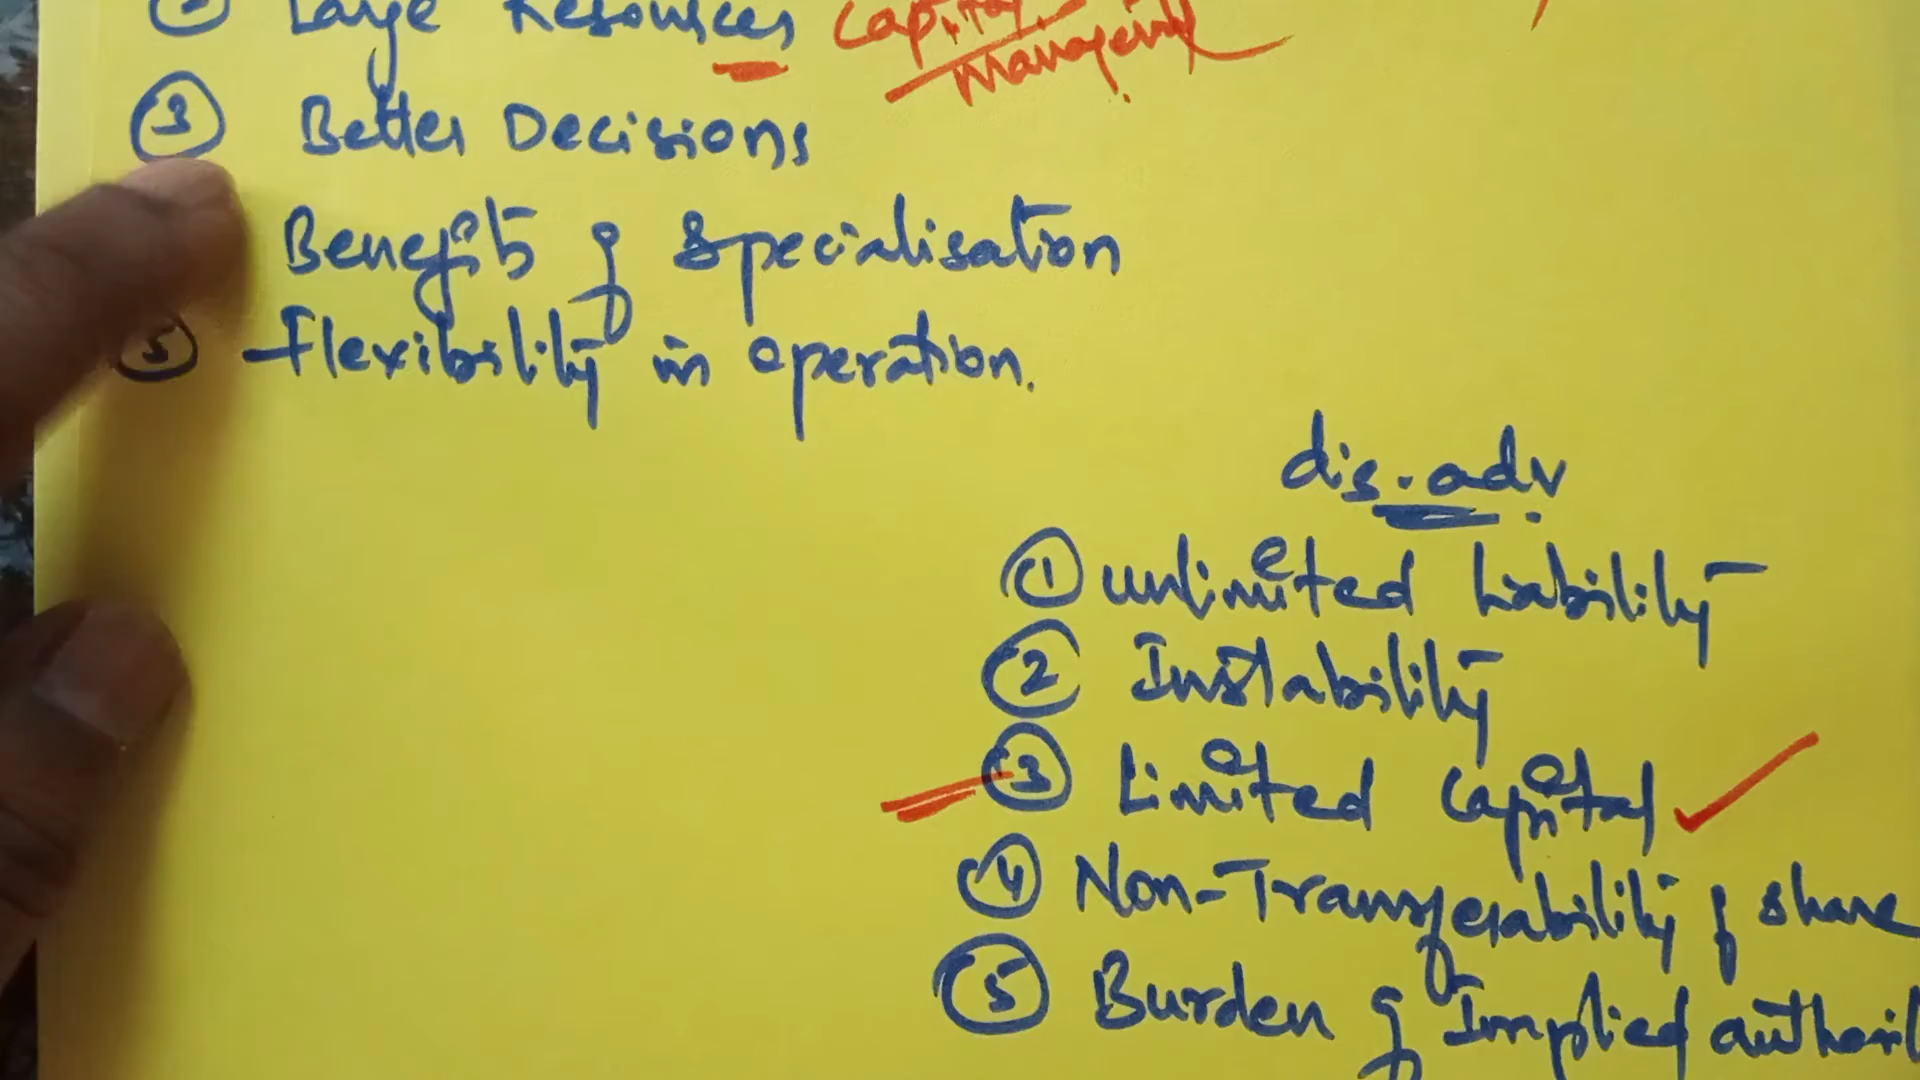 Large Resources Capital
Management
3 Better Decisions
Benefits of Specialisation
5 Flexibility in operation.
dis.adv
1 unlimited Liability
2 Instability
3 Limited Capital
4 Non-Transferability of share
5 Burden of Implied authorit